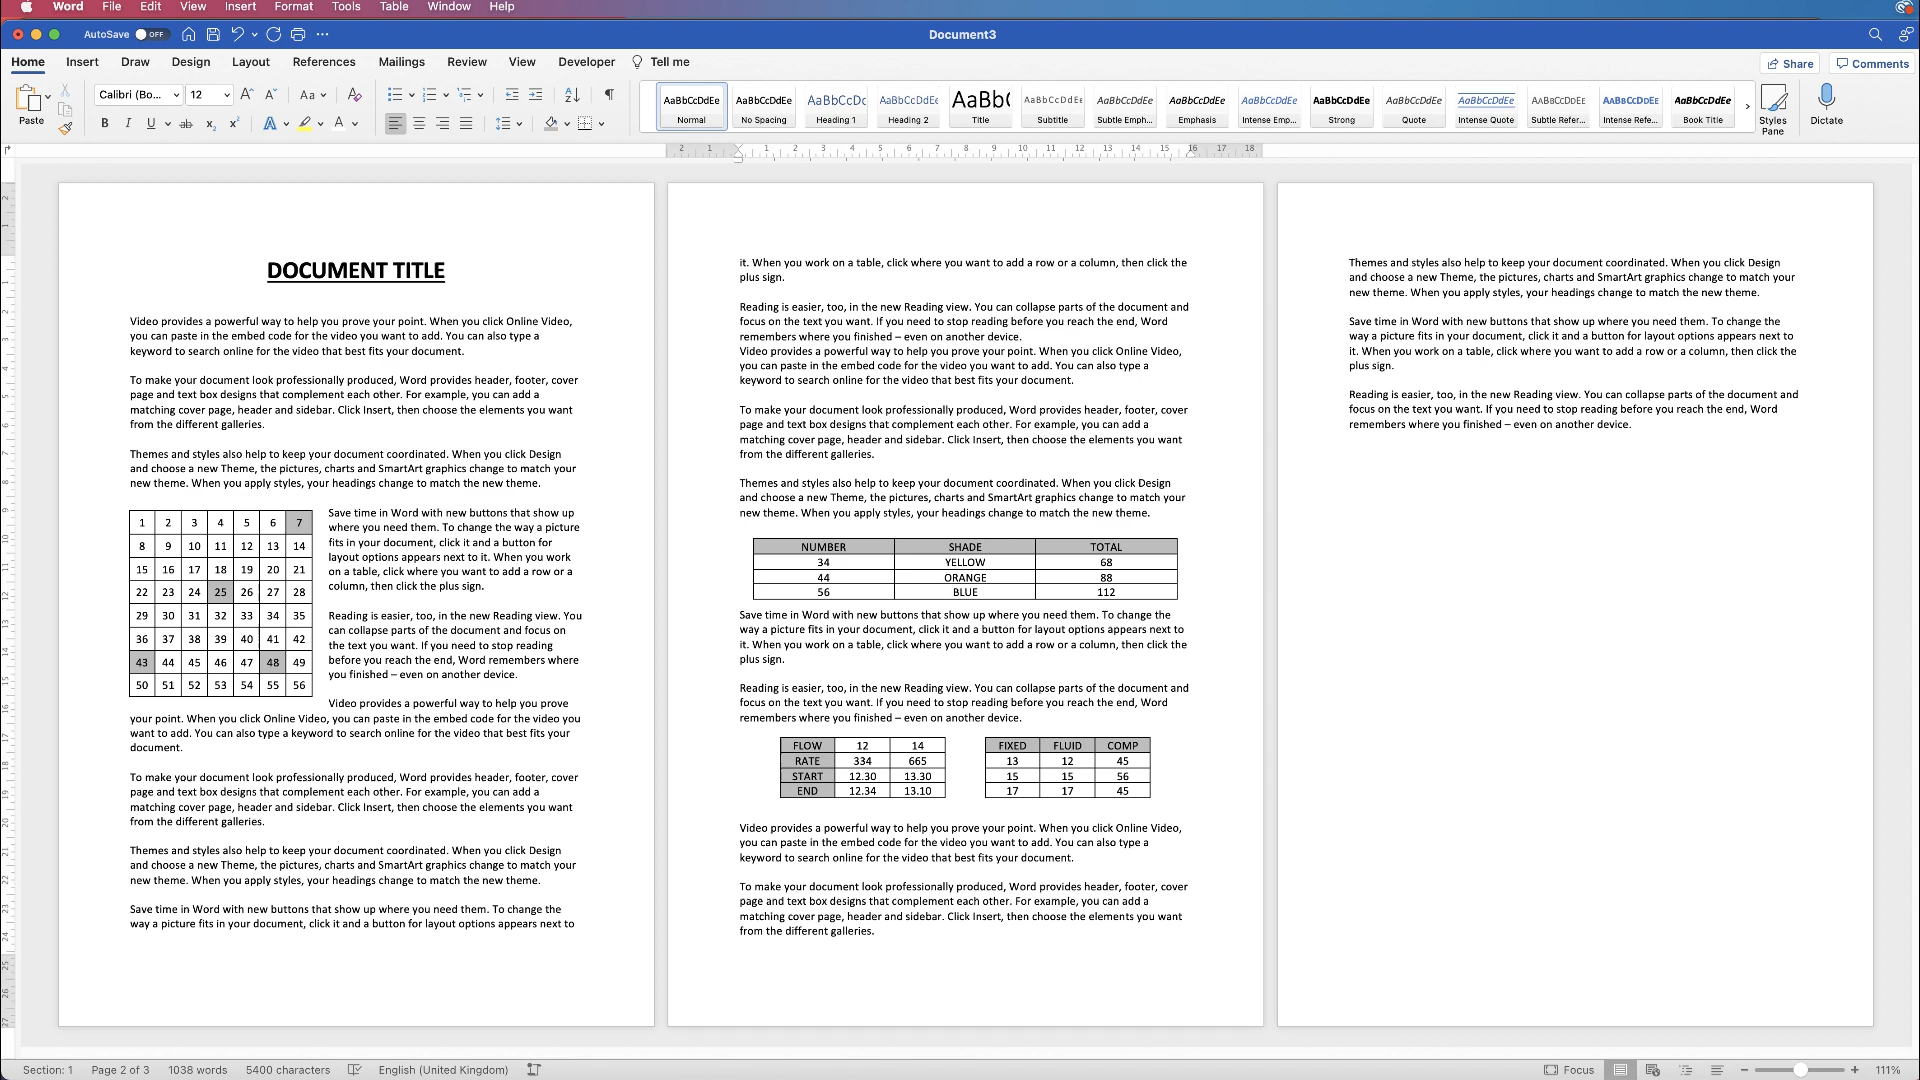 Word File Edit View Insert Format Tools Table Window Help
AutoSave OFF Document3
Home Insert Draw Design Layout References Mailings Review View Developer Tell me Share Comments
Paste Calibri (Bo... 12 Aa
AaBbCcDdEe AaBbCcDdEe AaBbCcDc AaBbCcDdEe AaBb( AaBbCcDdEe AaBbCcDdEe AaBbCcDdEe AaBbCcDdEe AaBbCcDdEe AaBbCcDdEe AaBbCcDdEe AaBbCcDdEe AaBbCcDdEe AaBbCcDdEe
Normal No Spacing Heading 1 Heading 2 Title Subtitle Subtle Emph... Emphasis Intense Emp... Strong Quote Intense Quote Subtle Refer... Intense Refe... Book Title Styles Pane Dictate
2 1 1 2 3 4 5 6 7 8 9 10 11 12 13 14 15 16 17 18
DOCUMENT TITLE
Video provides a powerful way to help you prove your point. When you click Online Video,
you can paste in the embed code for the video you want to add. You can also type a
keyword to search online for the video that best fits your document.
To make your document look professionally produced, Word provides header, footer, cover
page and text box designs that complement each other. For example, you can add a
matching cover page, header and sidebar. Click Insert, then choose the elements you want
from the different galleries.
Themes and styles also help to keep your document coordinated. When you click Design
and choose a new Theme, the pictures, charts and SmartArt graphics change to match your
new theme. When you apply styles, your headings change to match the new theme.
1 2 3 4 5 6 7
8 9 10 11 12 13 14
15 16 17 18 19 20 21
22 23 24 25 26 27 28
29 30 31 32 33 34 35
36 37 38 39 40 41 42
43 44 45 46 47 48 49
50 51 52 53 54 55 56
Save time in Word with new buttons that show up
where you need them. To change the way a picture
fits in your document, click it and a button for
layout options appears next to it. When you work
on a table, click where you want to add a row or a
column, then click the plus sign.
Reading is easier, too, in the new Reading view. You
can collapse parts of the document and focus on
the text you want. If you need to stop reading
before you reach the end, Word remembers where
you finished – even on another device.
Video provides a powerful way to help you prove
your point. When you click Online Video, you can paste in the embed code for the video you
want to add. You can also type a keyword to search online for the video that best fits your
document.
To make your document look professionally produced, Word provides header, footer, cover
page and text box designs that complement each other. For example, you can add a
matching cover page, header and sidebar. Click Insert, then choose the elements you want
from the different galleries.
Themes and styles also help to keep your document coordinated. When you click Design
and choose a new Theme, the pictures, charts and SmartArt graphics change to match your
new theme. When you apply styles, your headings change to match the new theme.
Save time in Word with new buttons that show up where you need them. To change the
way a picture fits in your document, click it and a button for layout options appears next to
it. When you work on a table, click where you want to add a row or a column, then click the
plus sign.
Reading is easier, too, in the new Reading view. You can collapse parts of the document and
focus on the text you want. If you need to stop reading before you reach the end, Word
remembers where you finished – even on another device.
Video provides a powerful way to help you prove your point. When you click Online Video,
you can paste in the embed code for the video you want to add. You can also type a
keyword to search online for the video that best fits your document.
To make your document look professionally produced, Word provides header, footer, cover
page and text box designs that complement each other. For example, you can add a
matching cover page, header and sidebar. Click Insert, then choose the elements you want
from the different galleries.
Themes and styles also help to keep your document coordinated. When you click Design
and choose a new Theme, the pictures, charts and SmartArt graphics change to match your
new theme. When you apply styles, your headings change to match the new theme.
NUMBER SHADE TOTAL
34 YELLOW 68
44 ORANGE 88
56 BLUE 112
Save time in Word with new buttons that show up where you need them. To change the
way a picture fits in your document, click it and a button for layout options appears next to
it. When you work on a table, click where you want to add a row or a column, then click the
plus sign.
Reading is easier, too, in the new Reading view. You can collapse parts of the document and
focus on the text you want. If you need to stop reading before you reach the end, Word
remembers where you finished – even on another device.
FLOW 12 14
RATE 334 665
START 12.30 13.30
END 12.34 13.10
FIXED FLUID COMP
13 12 45
15 15 56
17 17 45
Video provides a powerful way to help you prove your point. When you click Online Video,
you can paste in the embed code for the video you want to add. You can also type a
keyword to search online for the video that best fits your document.
To make your document look professionally produced, Word provides header, footer, cover
page and text box designs that complement each other. For example, you can add a
matching cover page, header and sidebar. Click Insert, then choose the elements you want
from the different galleries.
Themes and styles also help to keep your document coordinated. When you click Design
and choose a new Theme, the pictures, charts and SmartArt graphics change to match your
new theme. When you apply styles, your headings change to match the new theme.
Save time in Word with new buttons that show up where you need them. To change the
way a picture fits in your document, click it and a button for layout options appears next to
it. When you work on a table, click where you want to add a row or a column, then click the
plus sign.
Reading is easier, too, in the new Reading view. You can collapse parts of the document and
focus on the text you want. If you need to stop reading before you reach the end, Word
remembers where you finished – even on another device.
Section: 1 Page 2 of 3 1038 words 5400 characters English (United Kingdom) Focus 111%